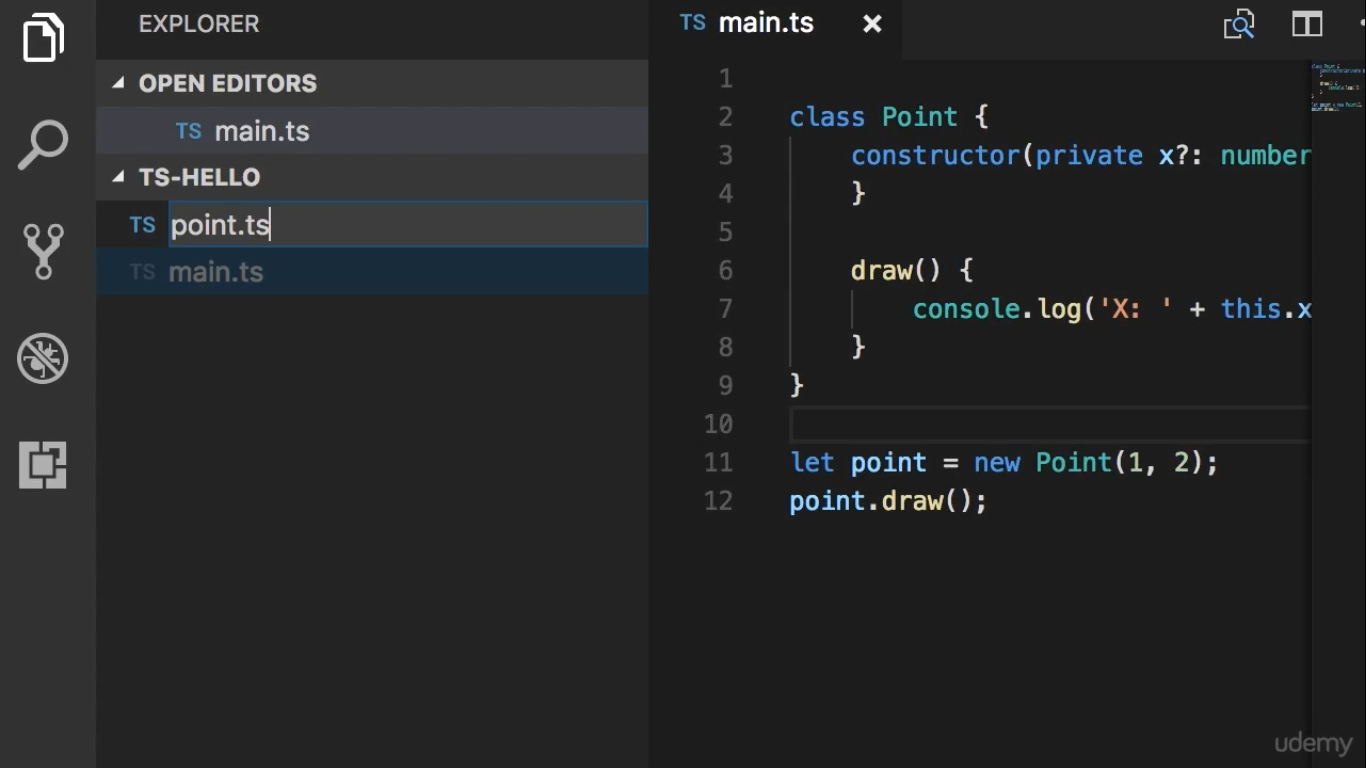 EXPLORER
OPEN EDITORS
TS main.ts
TS-HELLO
TS point.ts
TS main.ts
TS main.ts
1
2 class Point {
3 constructor(private x?: number
4 }
5
6 draw() {
7 console.log('X: ' + this.x
8 }
9 }
10
11 let point = new Point(1, 2);
12 point.draw();
udemy